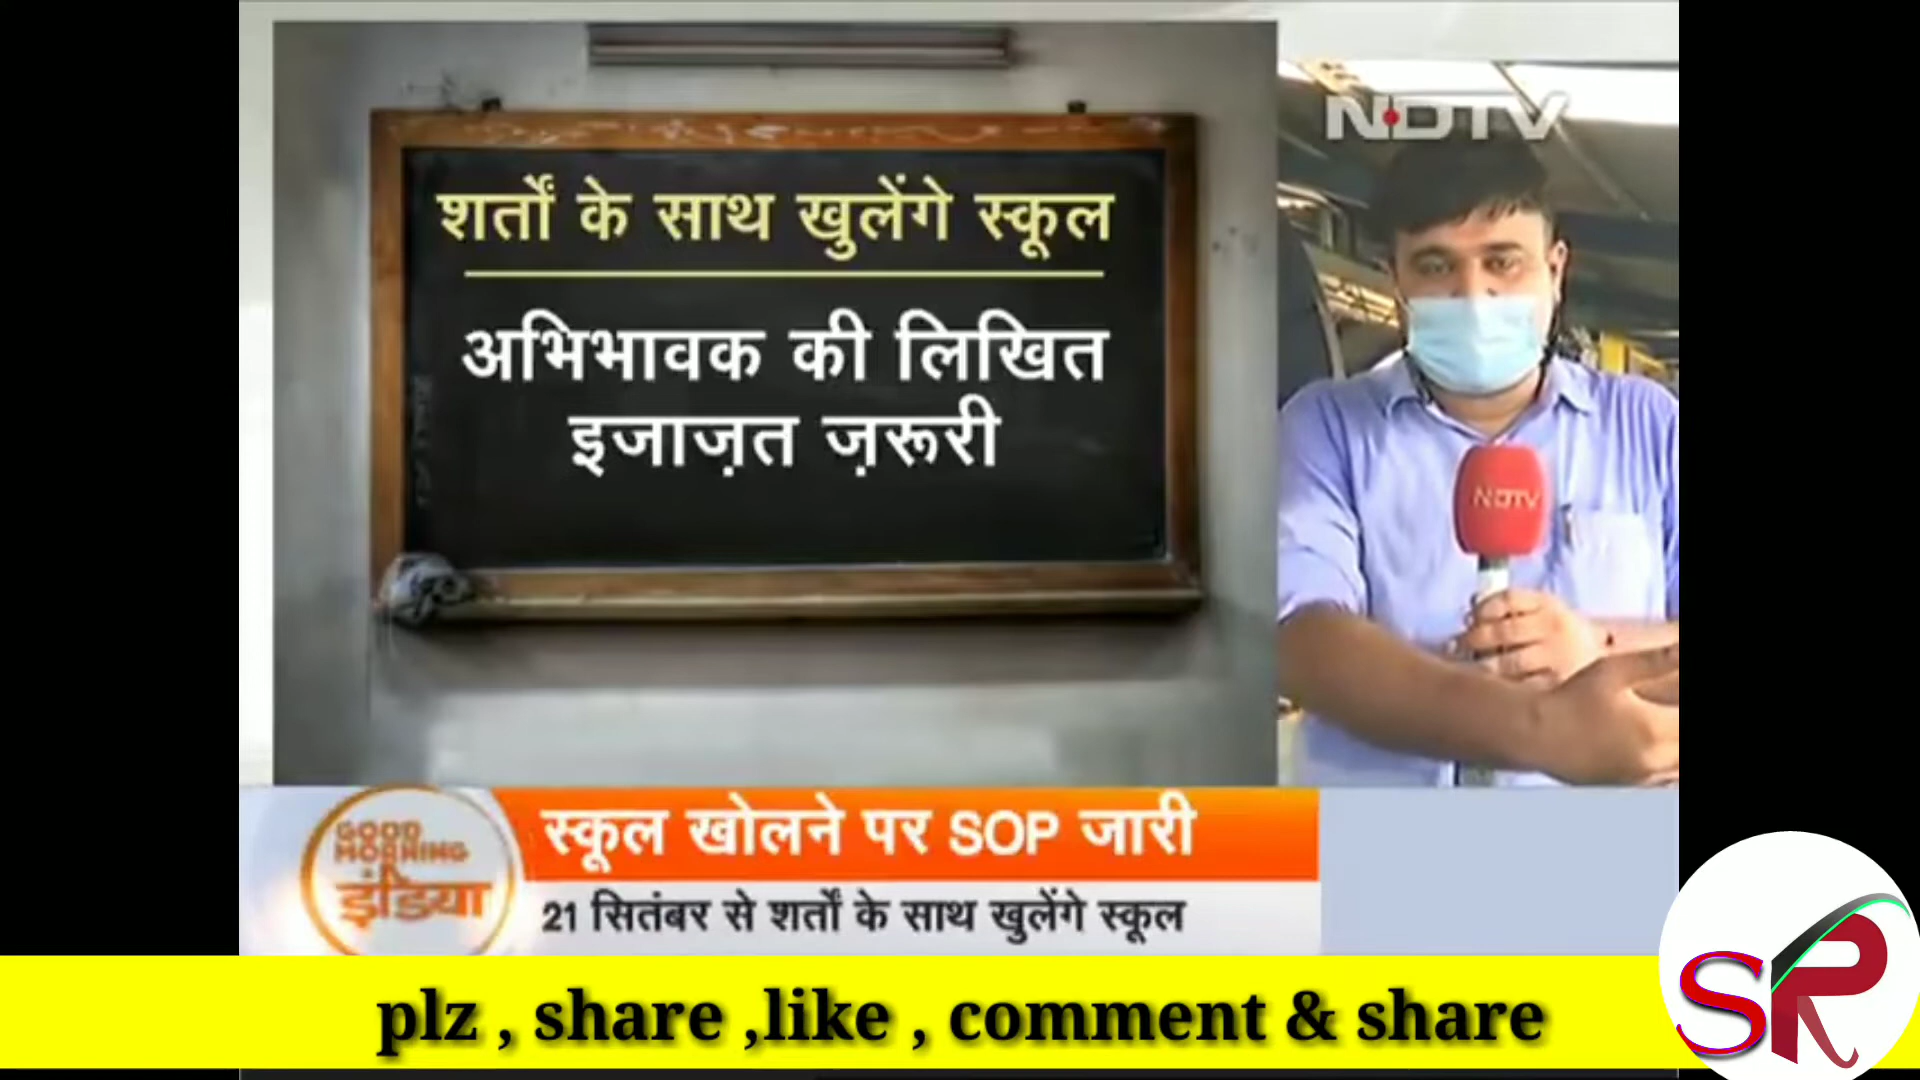 NDTV
शर्तों के साथ खुलेंगे स्कूल
अभिभावक की लिखित
इजाज़त ज़रूरी
NDTV
GOOD
MORNING
इंडिया
स्कूल खोलने पर SOP जारी
21 सितंबर से शर्तों के साथ खुलेंगे स्कूल
plz , share ,like , comment & share
SR